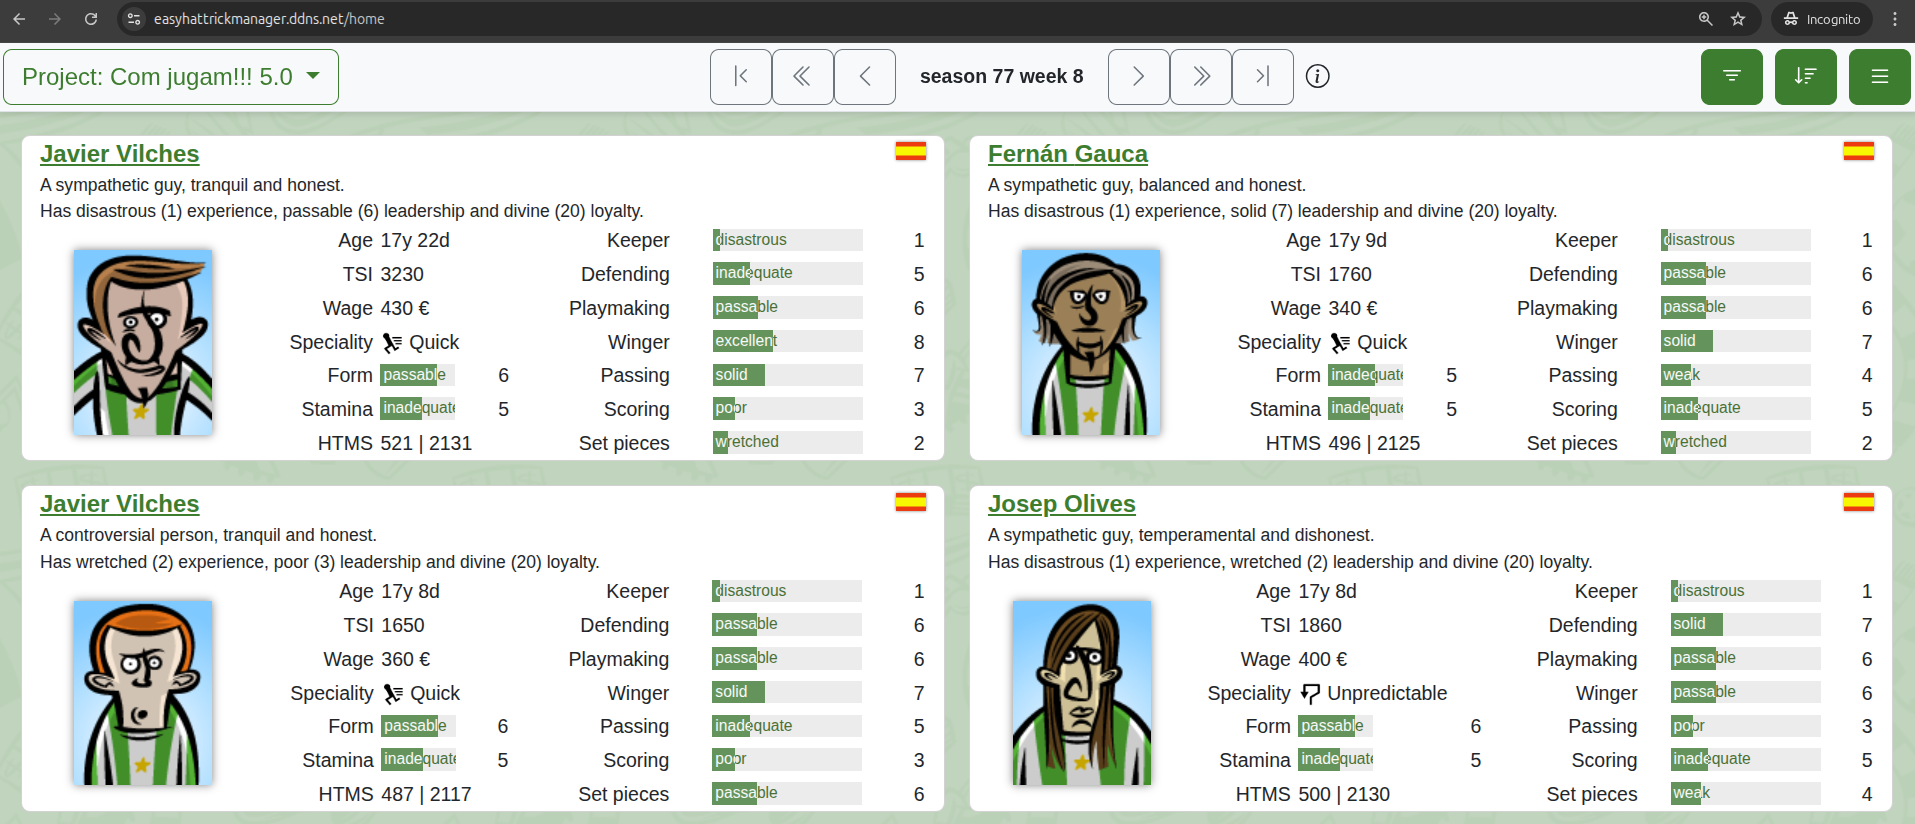 easyhattrickmanager.ddns.net/home
Incognito
Project: Com jugam!!! 5.0
season 77 week 8
Javier Vilches
A sympathetic guy, tranquil and honest.
Has disastrous (1) experience, passable (6) leadership and divine (20) loyalty.
Age 17y 22d
TSI 3230
Wage 430 €
Speciality Quick
Form passable 6
Stamina inadequate 5
HTMS 521 | 2131
Keeper disastrous 1
Defending inadequate 5
Playmaking passable 6
Winger excellent 8
Passing solid 7
Scoring poor 3
Set pieces wretched 2
Fernán Gauca
A sympathetic guy, balanced and honest.
Has disastrous (1) experience, solid (7) leadership and divine (20) loyalty.
Age 17y 9d
TSI 1760
Wage 340 €
Speciality Quick
Form inadequate 5
Stamina inadequate 5
HTMS 496 | 2125
Keeper disastrous 1
Defending passable 6
Playmaking passable 6
Winger solid 7
Passing weak 4
Scoring inadequate 5
Set pieces wretched 2
Javier Vilches
A controversial person, tranquil and honest.
Has wretched (2) experience, poor (3) leadership and divine (20) loyalty.
Age 17y 8d
TSI 1650
Wage 360 €
Speciality Quick
Form passable 6
Stamina inadequate 5
HTMS 487 | 2117
Keeper disastrous 1
Defending passable 6
Playmaking passable 6
Winger solid 7
Passing inadequate 5
Scoring poor 3
Set pieces passable 6
Josep Olives
A sympathetic guy, temperamental and dishonest.
Has disastrous (1) experience, wretched (2) leadership and divine (20) loyalty.
Age 17y 8d
TSI 1860
Wage 400 €
Speciality Unpredictable
Form passable 6
Stamina inadequate 5
HTMS 500 | 2130
Keeper disastrous 1
Defending solid 7
Playmaking passable 6
Winger passable 6
Passing poor 3
Scoring inadequate 5
Set pieces weak 4